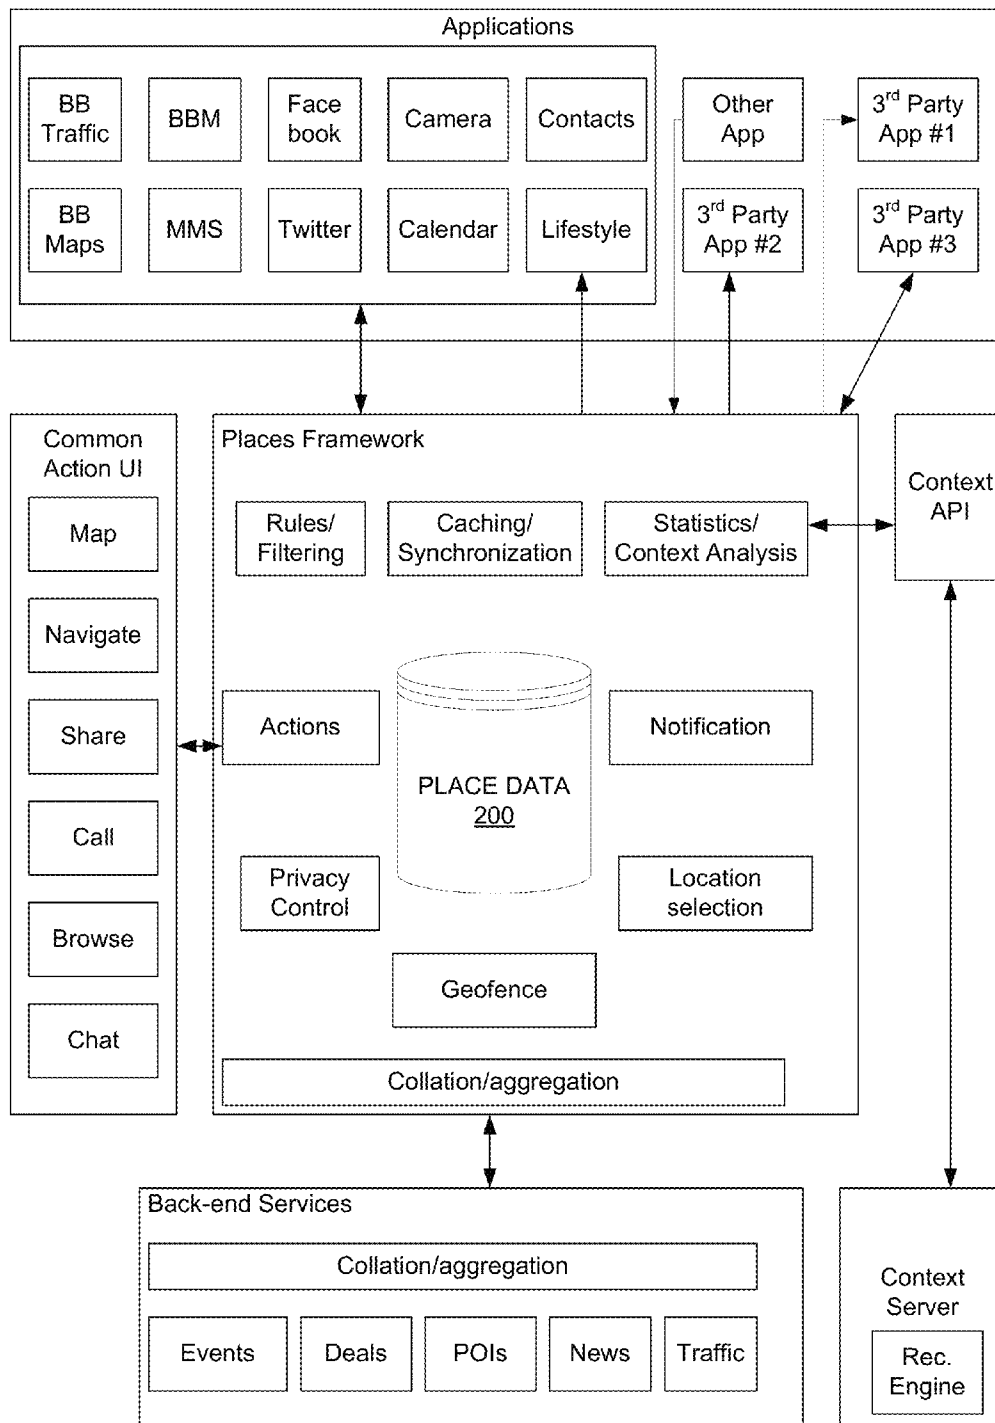 Applications
BB
Traffic
BBM
Face
book
Camera
Contacts
Other
App
3rd Party
App #1
BB
Maps
MMS
Twitter
Calendar
Lifestyle
3rd Party
App #2
3rd Party
App #3
Common
Action UI
Map
Navigate
Share
Call
Browse
Chat
Places Framework
Rules/
Filtering
Caching/
Synchronization
Statistics/
Context Analysis
Actions
PLACE DATA
200
Notification
Privacy
Control
Location
selection
Geofence
Collation/aggregation
Context
API
Back-end Services
Collation/aggregation
Events
Deals
POIs
News
Traffic
Context
Server
Rec.
Engine